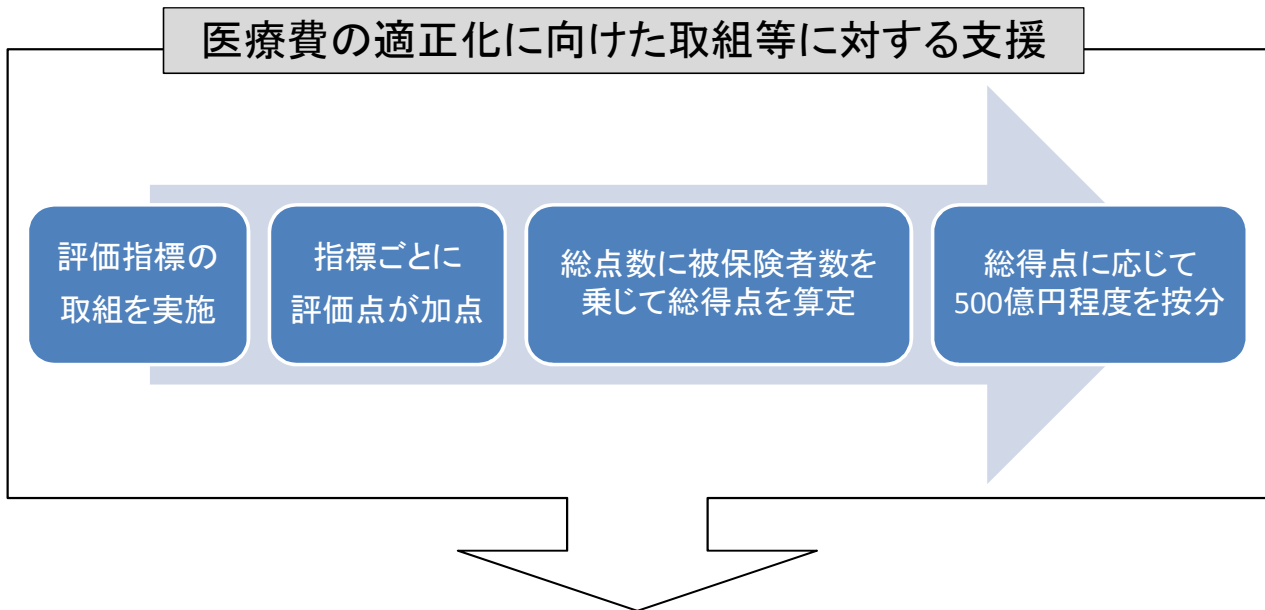 医療費の適正化に向けた取組等に対する支援
評価指標の
取組を実施
指標ごとに
評価点が加点
総点数に被保険者数を
乗じて総得点を算定
総得点に応じて
500億円程度を按分